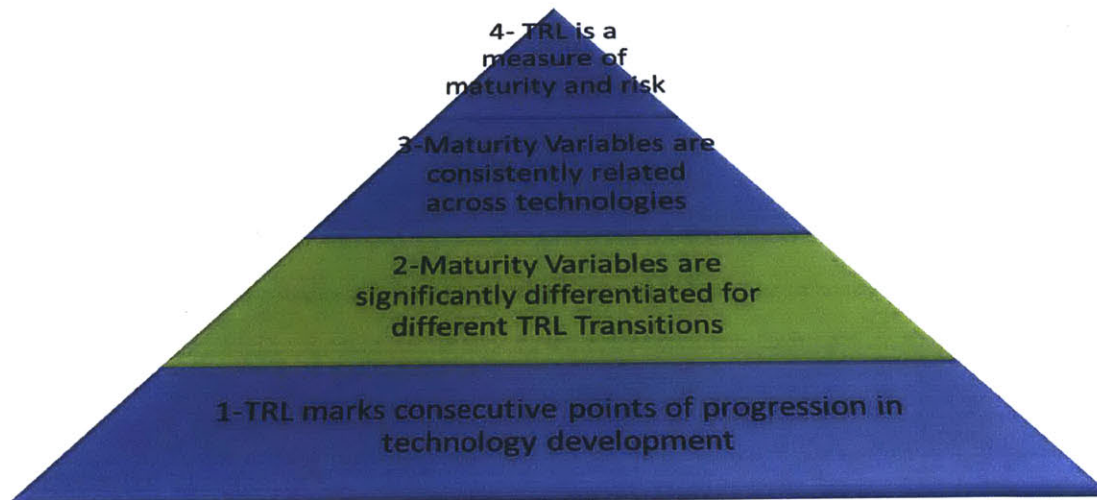 4- TRL is a
measure of
maturity and risk
3-Maturity Variables are
consistently related
across technologies
2-Maturity Variables are
significantly differentiated for
different TRL Transitions
1-TRL marks consecutive points of progression in
technology development